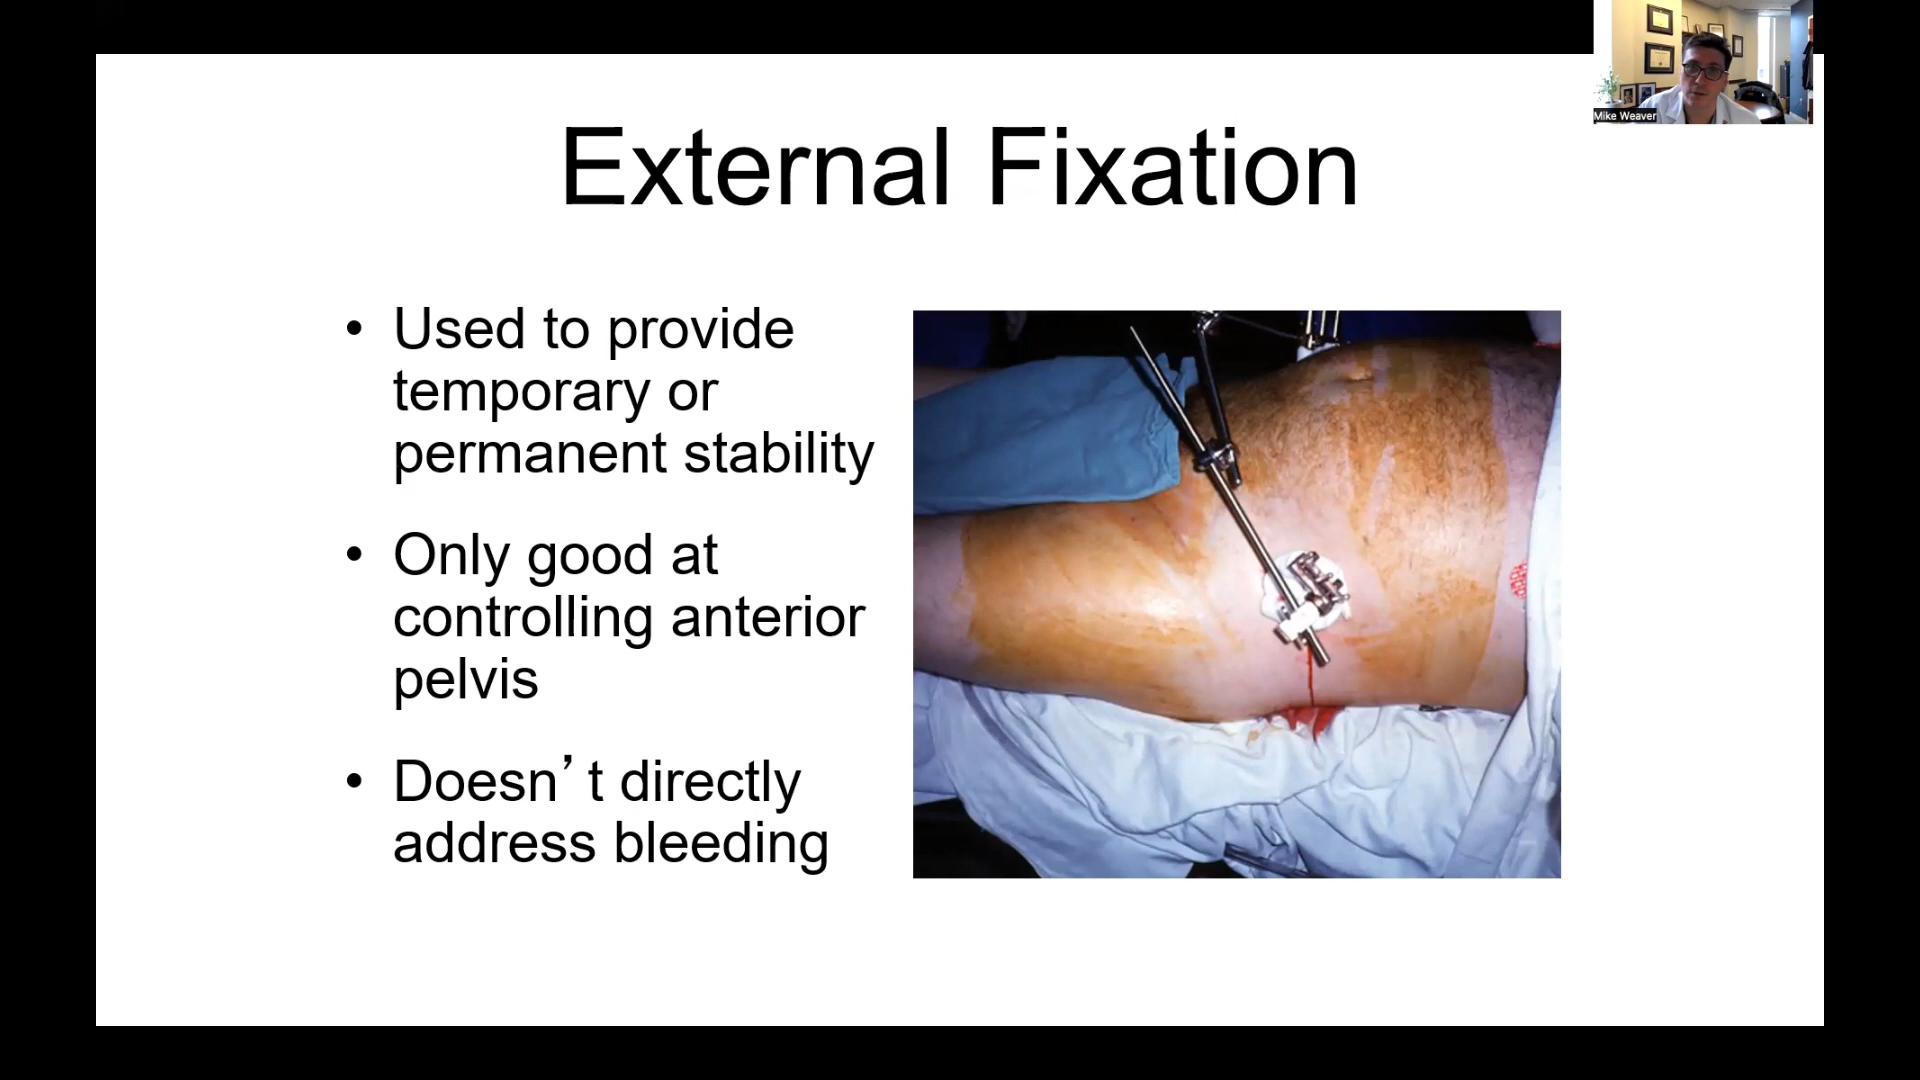 Mike Weaver
External Fixation
• Used to provide
temporary or
permanent stability
• Only good at
controlling anterior
pelvis
• Doesn’t directly
address bleeding